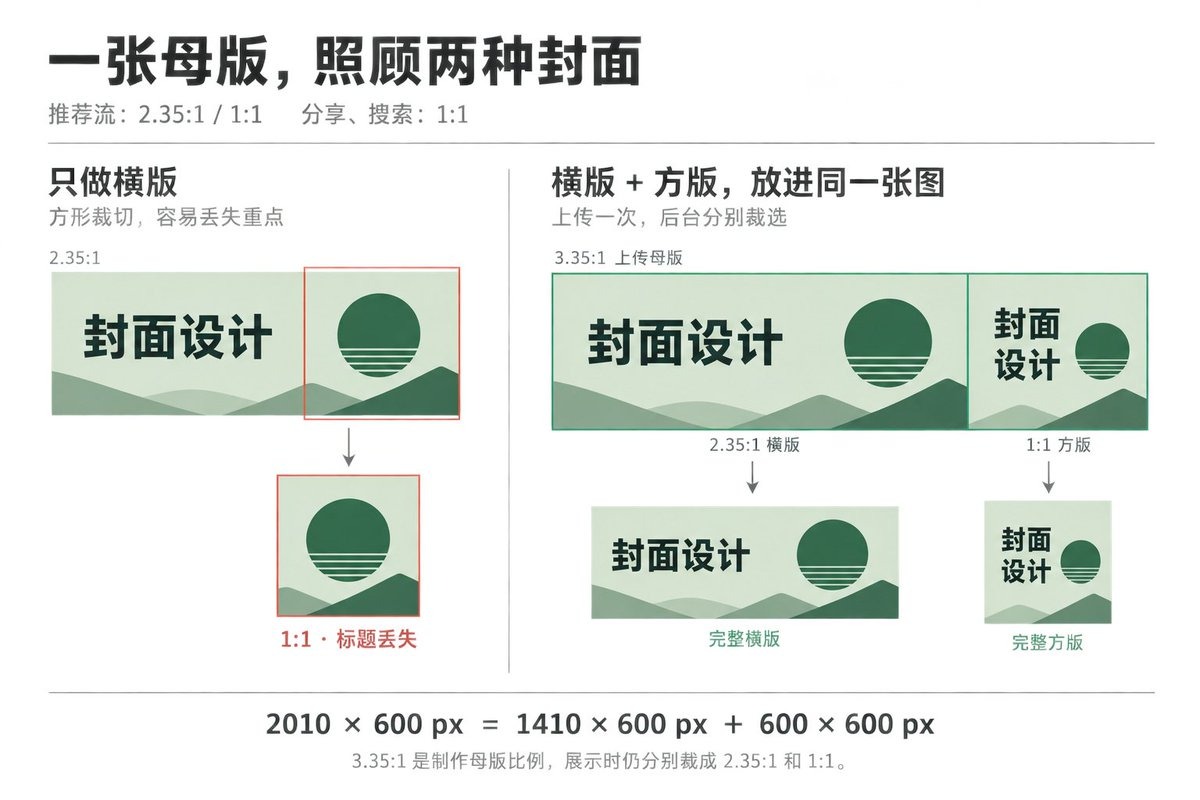 一张母版，照顾两种封面
推荐流：2.35:1 / 1:1 分享、搜索：1:1
只做横版
方形裁切，容易丢失重点
2.35:1
封面设计
1:1 · 标题丢失
横版 + 方版，放进同一张图
上传一次，后台分别裁选
3.35:1 上传母版
封面设计
封面
设计
2.35:1 横版
1:1 方版
封面设计
封面
设计
完整横版
完整方版
2010 × 600 px = 1410 × 600 px + 600 × 600 px
3.35:1 是制作母版比例，展示时仍分别裁成 2.35:1 和 1:1。